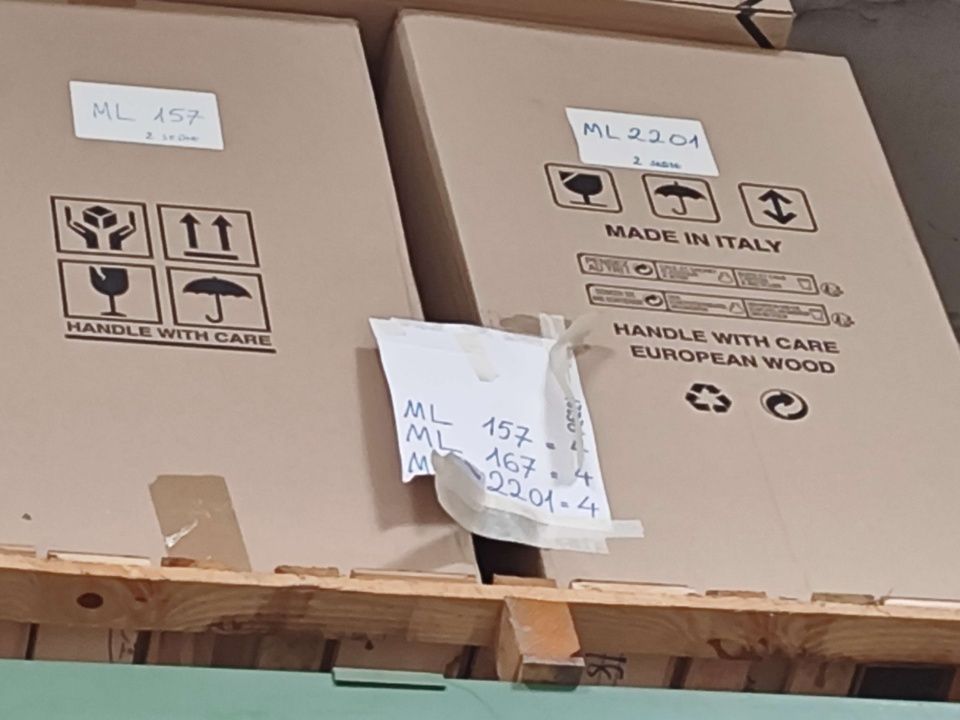 ML 157
2 SEDIE
HANDLE WITH CARE
ML 2201
2 SEDIE
MADE IN ITALY
HANDLE WITH CARE
EUROPEAN WOOD
ML 157 =
ML 167 = 4
2201 = 4